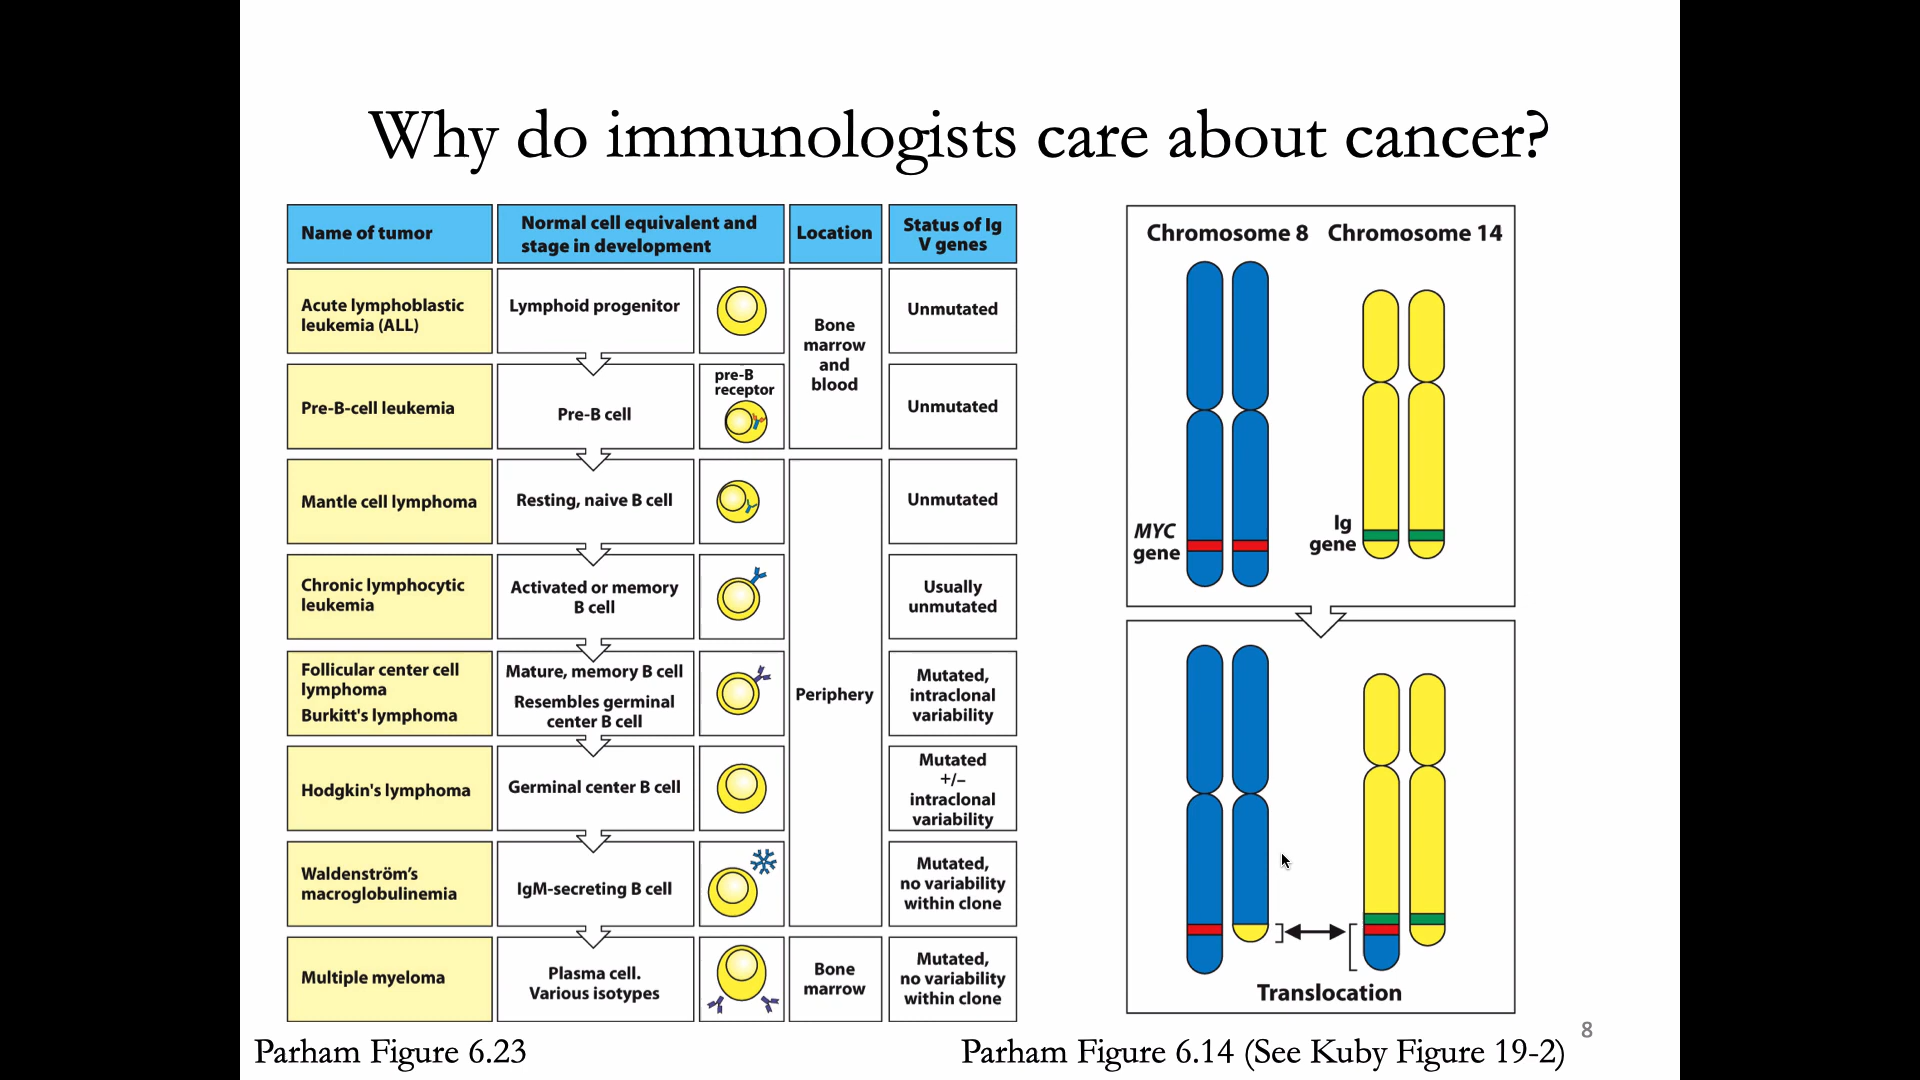 Why do immunologists care about cancer?
Name of tumor
Normal cell equivalent and
stage in development
Location
Status of Ig
V genes
Acute lymphoblastic
leukemia (ALL)
Lymphoid progenitor
Bone
marrow
and
blood
Unmutated
Pre-B-cell leukemia
Pre-B cell
pre-B
receptor
Unmutated
Mantle cell lymphoma
Resting, naive B cell
Unmutated
Chronic lymphocytic
leukemia
Activated or memory
B cell
Usually
unmutated
Follicular center cell
lymphoma
Burkitt's lymphoma
Mature, memory B cell
Resembles germinal
center B cell
Periphery
Mutated,
intraclonal
variability
Hodgkin's lymphoma
Germinal center B cell
Mutated
+/–
intraclonal
variability
Waldenström’s
macroglobulinemia
IgM-secreting B cell
Mutated,
no variability
within clone
Multiple myeloma
Plasma cell.
Various isotypes
Bone
marrow
Mutated,
no variability
within clone
Parham Figure 6.23
Chromosome 8 Chromosome 14
MYC
gene
Ig
gene
Translocation
Parham Figure 6.14 (See Kuby Figure 19-2)
8